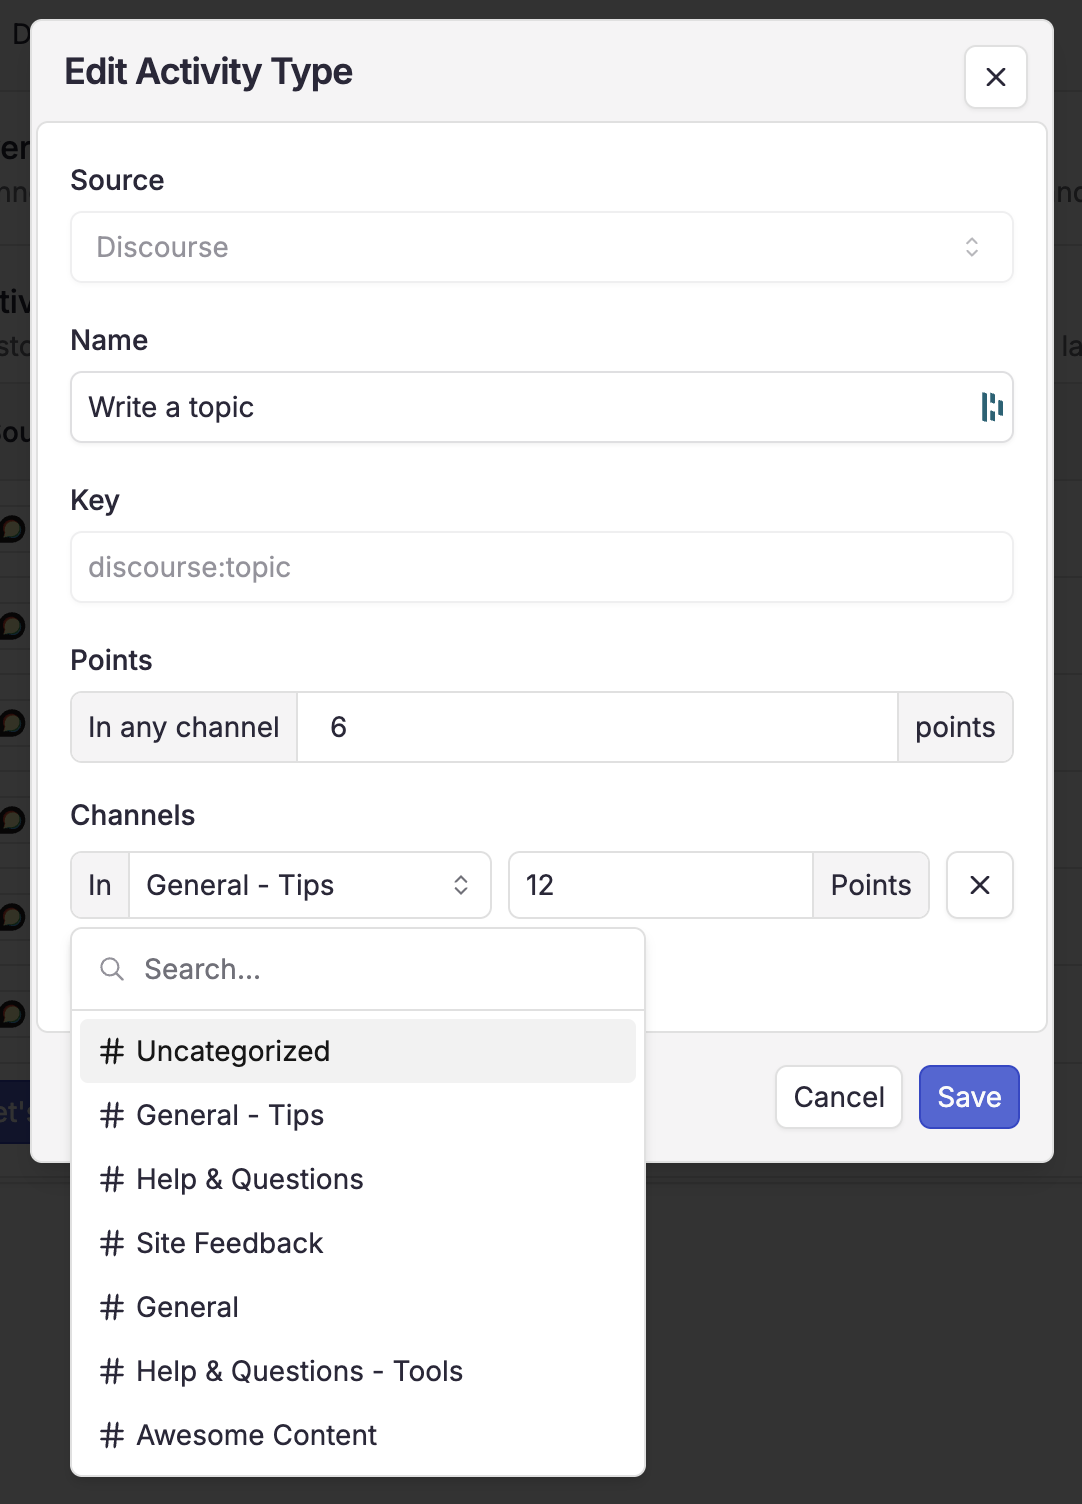 Edit Activity Type
Source
Discourse
Name
Write a topic
Key
discourse:topic
Points
In any channel 6 points
Channels
In General - Tips 12 Points
Search...
# Uncategorized
# General - Tips
# Help & Questions
# Site Feedback
# General
# Help & Questions - Tools
# Awesome Content
Cancel Save